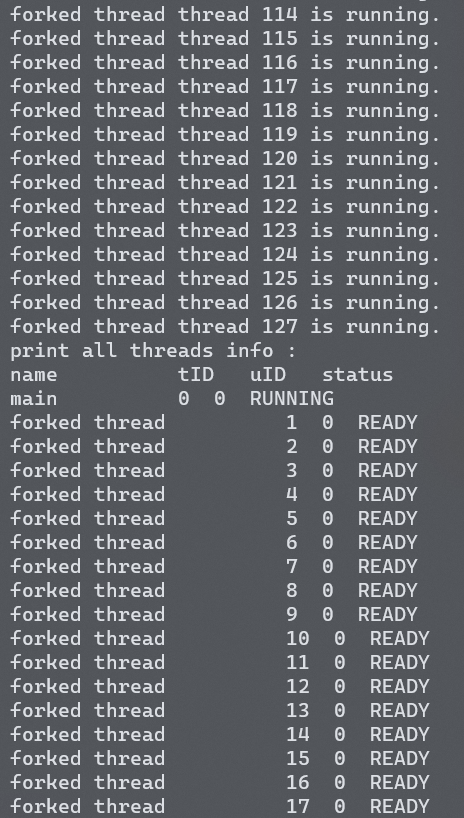 forked thread thread 114 is running.
forked thread thread 115 is running.
forked thread thread 116 is running.
forked thread thread 117 is running.
forked thread thread 118 is running.
forked thread thread 119 is running.
forked thread thread 120 is running.
forked thread thread 121 is running.
forked thread thread 122 is running.
forked thread thread 123 is running.
forked thread thread 124 is running.
forked thread thread 125 is running.
forked thread thread 126 is running.
forked thread thread 127 is running.
print all threads info :
name          tID   uID   status
main          0  0  RUNNING
forked thread          1  0  READY
forked thread          2  0  READY
forked thread          3  0  READY
forked thread          4  0  READY
forked thread          5  0  READY
forked thread          6  0  READY
forked thread          7  0  READY
forked thread          8  0  READY
forked thread          9  0  READY
forked thread          10  0  READY
forked thread          11  0  READY
forked thread          12  0  READY
forked thread          13  0  READY
forked thread          14  0  READY
forked thread          15  0  READY
forked thread          16  0  READY
forked thread          17  0  READY